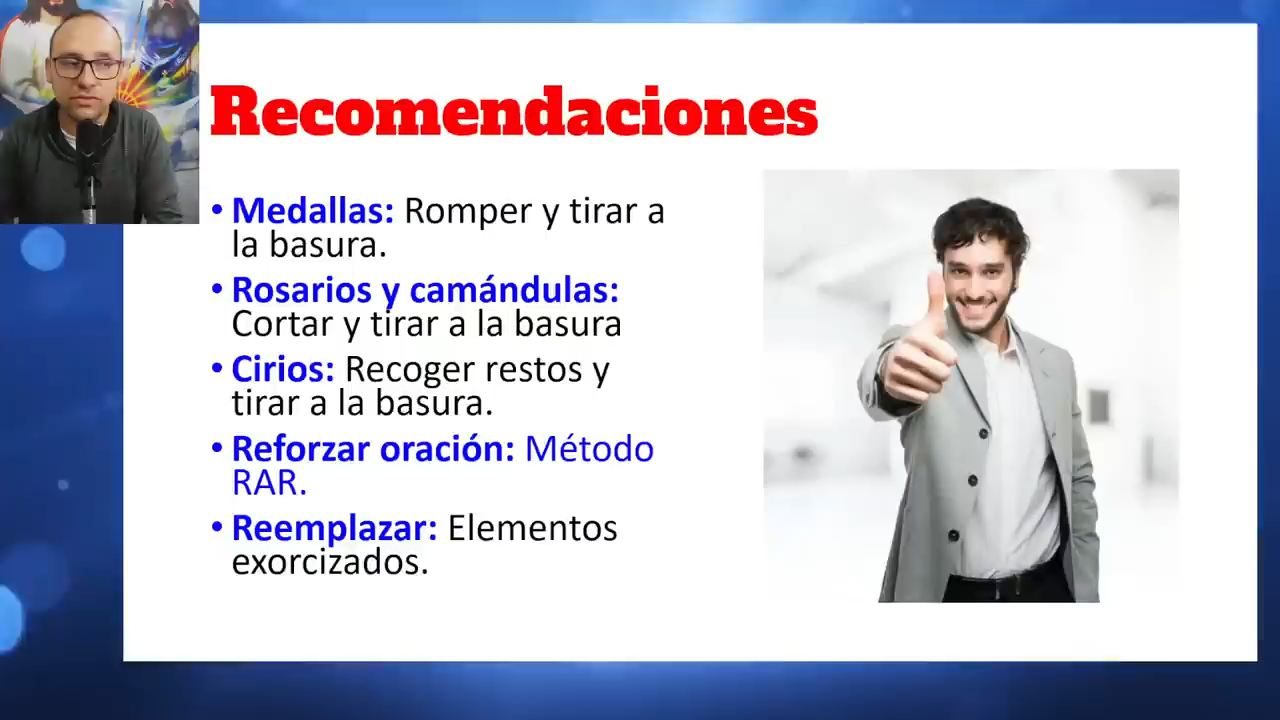 Recomendaciones
• Medallas: Romper y tirar a
la basura.
• Rosarios y camándulas:
Cortar y tirar a la basura
• Cirios: Recoger restos y
tirar a la basura.
• Reforzar oración: Método
RAR.
• Reemplazar: Elementos
exorcizados.